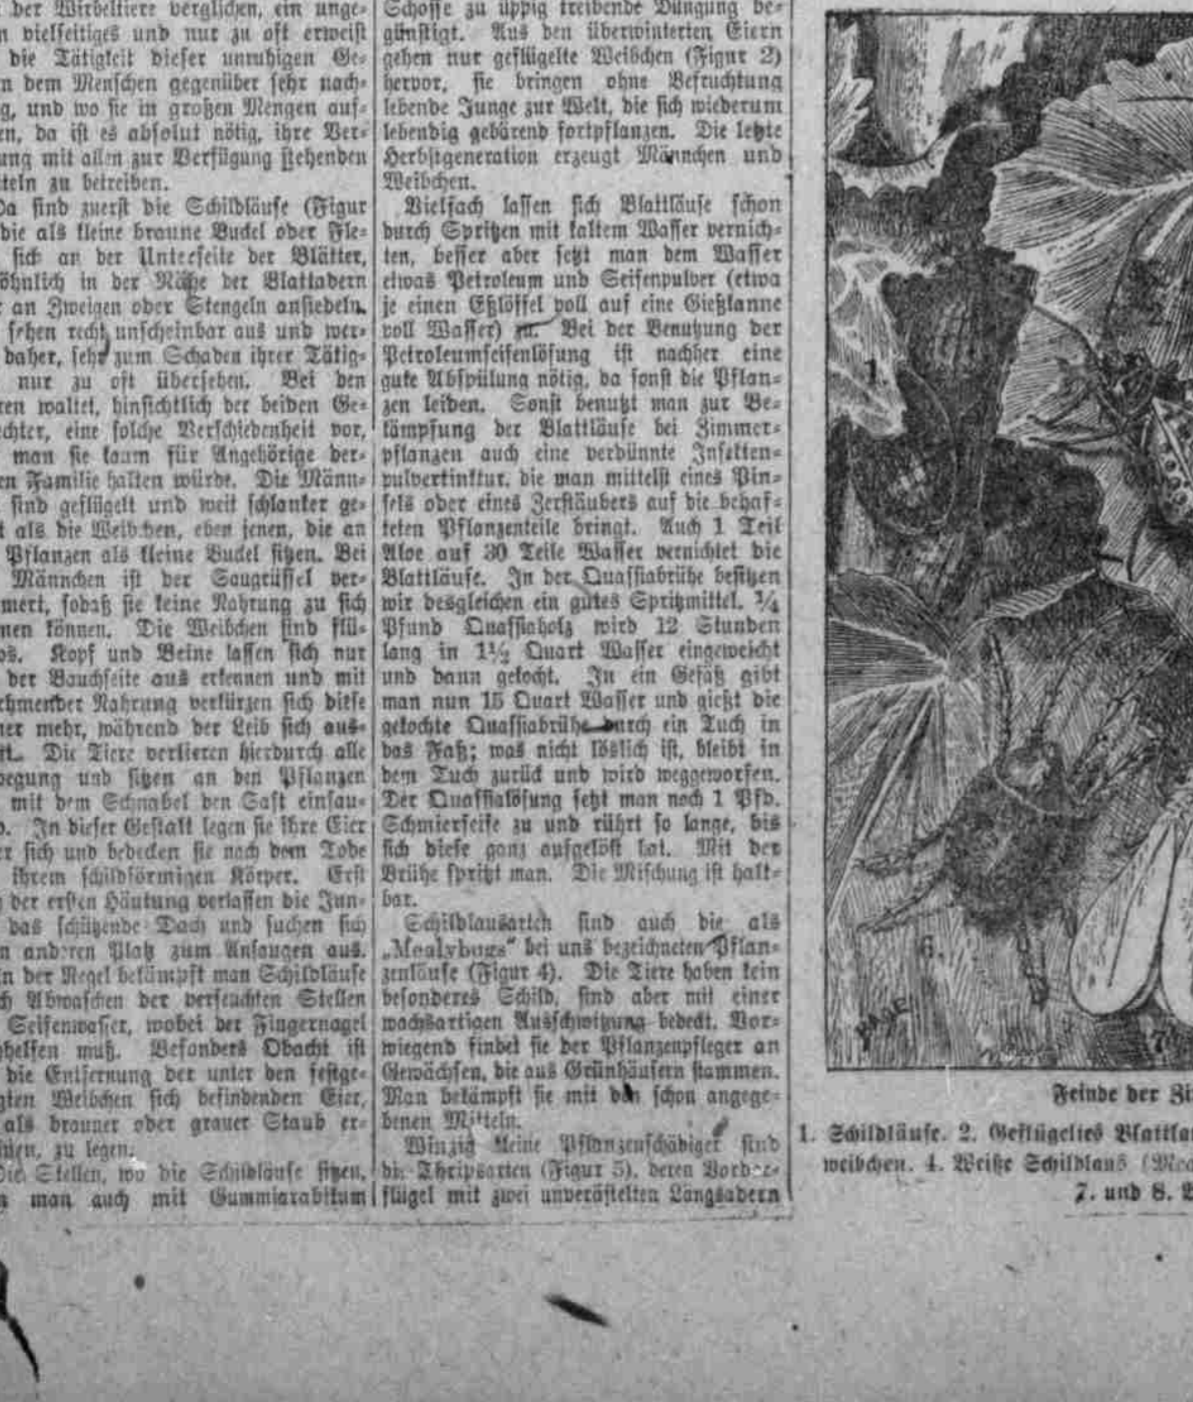 der Wirbeltiere verglichen, ein unge-
vielseitiges und nur zu oft erweist
die Tätigkeit dieser unruhigen Ge-
dem Menschen gegenüber sehr nach-
und wo sie in großen Mengen auf-
en, da ist es absolut nötig, ihre Ver-
ung mit allen zur Verfügung stehenden
teln zu betreiben.
Da sind zuerst die Schildläuse (Figur
die als kleine braune Buckel oder Fle-
sich an der Unterseite der Blätter,
öhnlich in der Nähe der Blattadern
an Zweigen oder Stengeln ansiedeln.
sehen recht unscheinbar aus und wer-
daher, sehr zum Schaden ihrer Tätig-
nur zu oft übersehen. Bei den
ren waltet, hinsichtlich der beiden Ge-
chter, eine solche Verschiedenheit vor,
man sie kaum für Angehörige der-
en Familie halten würde. Die Männ-
sind geflügelt und weit schlanker ge-
t als die Weibchen, eben jenen, die an
Pflanzen als kleine Buckel sitzen. Bei
Männchen ist der Saugrüssel ver-
mert, sodaß sie keine Nahrung zu sich
men können. Die Weibchen sind flü-
os. Kopf und Beine lassen sich nur
der Bauchseite aus erkennen und mit
ehmender Nahrung verkürzen sich diese
mer mehr, während der Leib sich aus-
rt. Die Tiere verlieren hierdurch alle
wegung und sitzen an den Pflanzen
mit dem Schnabel den Saft einsau-
d. In dieser Gestalt legen sie ihre Eier
er sich und bedecken sie nach dem Tode
ihrem schildförmigen Körper. Erst
der ersten Häutung verlassen die Jun-
das schützende Dach und suchen sich
n anderen Platz zum Ansaugen aus.
In der Regel bekämpft man Schildläuse
ch Abwaschen der verseuchten Stellen
Seifenwasser, wobei der Fingernagel
hhelfen muß. Besonders Obacht ist
die Entfernung der unter den festge-
gten Weibchen sich befindenden Eier,
als brauner oder grauer Staub er-
inen, zu legen.
Die Stellen, wo die Schildläuse sitzen,
man auch mit Gummiarabikum
Schosse zu üppig treibende Düngung be-
günstigt. Aus den überwinterten Eiern
gehen nur geflügelte Weibchen (Figur 2)
hervor, sie bringen ohne Befruchtung
lebende Junge zur Welt, die sich wiederum
lebendig gebärend fortpflanzen. Die letzte
Herbstgeneration erzeugt Männchen und
Weibchen.
Vielfach lassen sich Blattläuse schon
durch Spritzen mit kaltem Wasser vernich-
ten, besser aber setzt man dem Wasser
etwas Petroleum und Seifenpulver (etwa
je einen Eßlöffel voll auf eine Gießkanne
voll Wasser) zu. Bei der Benutzung der
Petroleumseifenlösung ist nachher eine
gute Abspülung nötig, da sonst die Pflan-
zen leiden. Sonst benutzt man zur Be-
kämpfung der Blattläuse bei Zimmer-
pflanzen auch eine verdünnte Insekten-
pulvertinktur, die man mittelst eines Pin-
sels oder eines Zerstäubers auf die behaf-
teten Pflanzenteile bringt. Auch 1 Teil
Aloe auf 30 Teile Wasser vernichtet die
Blattläuse. In der Quassiabrühe besitzen
wir desgleichen ein gutes Spritzmittel. ¾
Pfund Quassiaholz wird 12 Stunden
lang in 1½ Quart Wasser eingeweicht
und dann gekocht. In ein Gefäß gibt
man nun 15 Quart Wasser und gießt die
gekochte Quassiabrühe durch ein Tuch in
das Faß; was nicht löslich ist, bleibt in
dem Tuch zurück und wird weggeworfen.
Der Quassialösung setzt man noch 1 Pfd.
Schmierseife zu und rührt so lange, bis
sich diese ganz aufgelöst hat. Mit der
Brühe spritzt man. Die Mischung ist halt-
bar.
Schildlausarten sind auch die als
„Mealybugs“ bei uns bezeichneten Pflan-
zenläuse (Figur 4). Die Tiere haben kein
besonderes Schild, sind aber mit einer
wachsartigen Ausschwitzung bedeckt. Vor-
wiegend findet sie der Pflanzenpfleger an
Gewächsen, die aus Grünhäusern stammen.
Man bekämpft sie mit den schon angege-
benen Mitteln.
Winzig kleine Pflanzenschädiger sind
die Thripsarten (Figur 5), deren Vorder-
flügel mit zwei unverästelten Längsadern
1.
2.
6.
7.
PAUE
Feinde der Zi
1. Schildläuse. 2. Geflügeltes Blattla
weibchen. 4. Weiße Schildlaus (Mea
7. und 8.